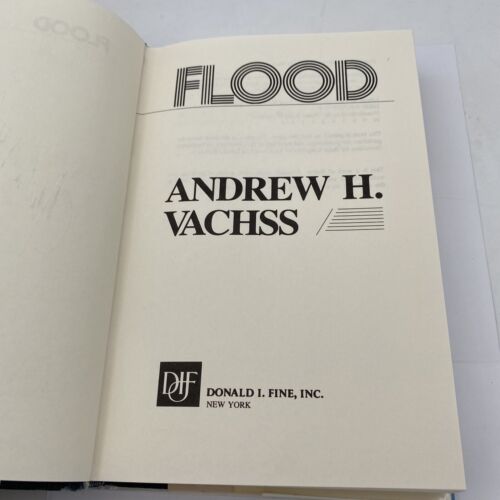 FLOOD
ANDREW H.
VACHSS
DIF
DONALD I. FINE, INC.
NEW YORK